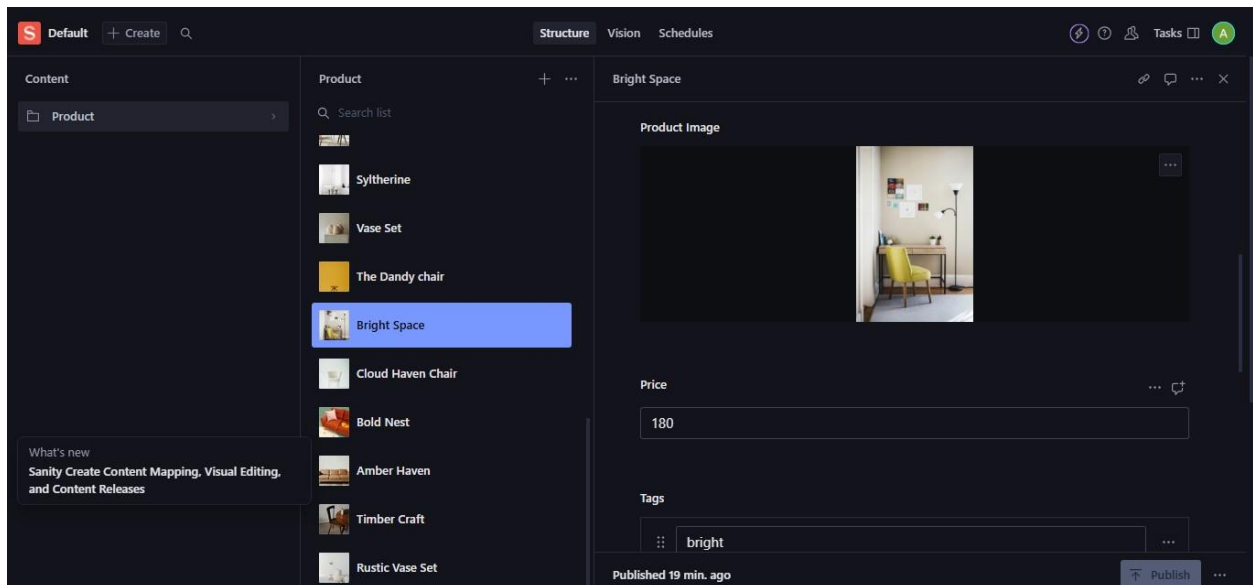 S Default + Create Structure Vision Schedules Tasks A
Content
Product
Product
Search list
Syltherine
Vase Set
The Dandy chair
Bright Space
Cloud Haven Chair
Bold Nest
Amber Haven
Timber Craft
Rustic Vase Set
What's new
Sanity Create Content Mapping, Visual Editing,
and Content Releases
Bright Space
Product Image
Price
180
Tags
bright
Published 19 min. ago
Publish